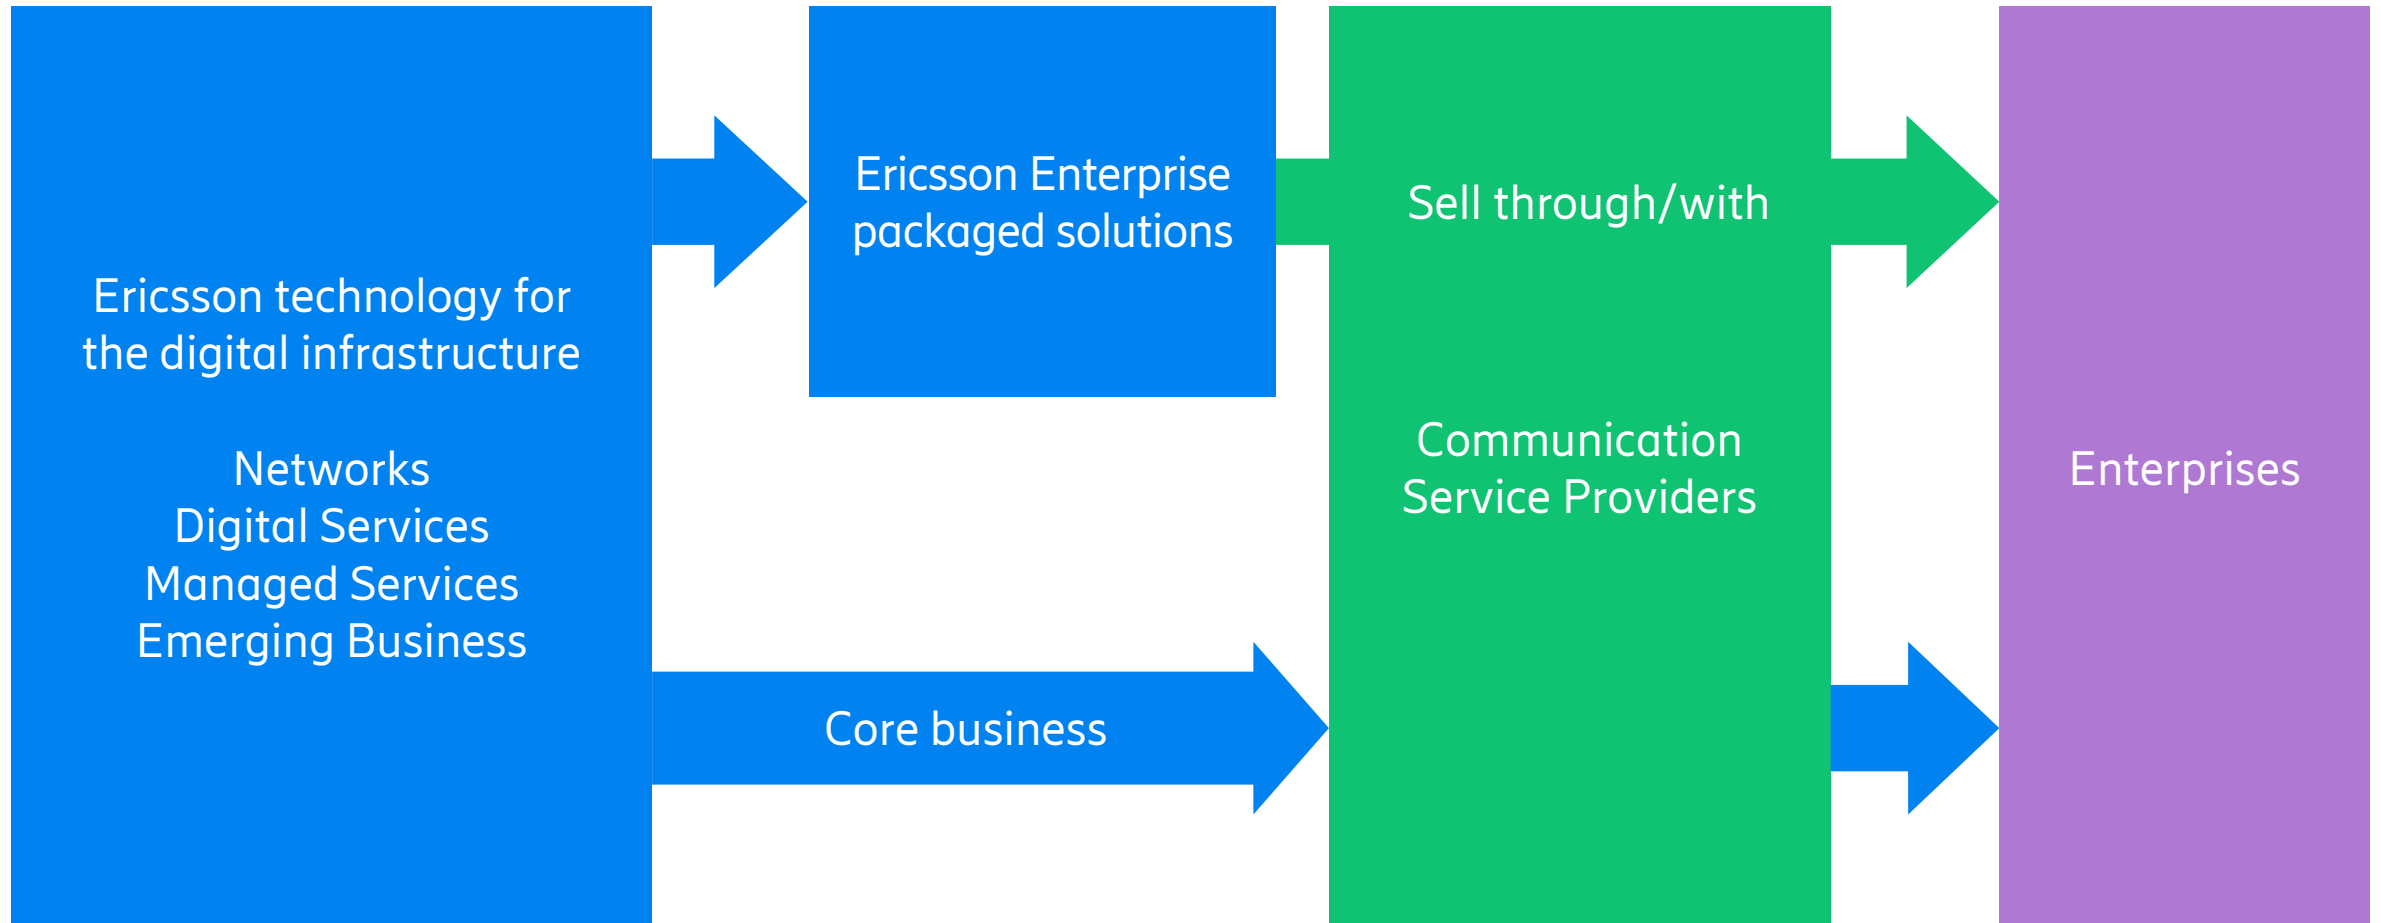 Ericsson technology for
the digital infrastructure
Networks
Digital Services
Managed Services
Emerging Business
Ericsson Enterprise
packaged solutions
Core business
Sell through/with
Communication
Service Providers
Enterprises